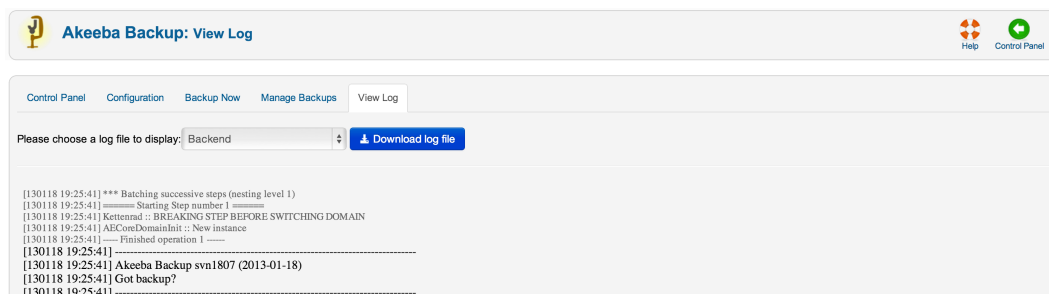 Akeeba Backup: View Log
Help
Control Panel
Control Panel
Configuration
Backup Now
Manage Backups
View Log
Please choose a log file to display:
Backend
Download log file
[130118 19:25:41] *** Batching successive steps (nesting level 1)
[130118 19:25:41] ====== Starting Step number 1 ======
[130118 19:25:41] Kettenrad :: BREAKING STEP BEFORE SWITCHING DOMAIN
[130118 19:25:41] AECoreDomainInit :: New instance
[130118 19:25:41] ----- Finished operation 1 ------
[130118 19:25:41] --------------------------------------------------------------------------------
[130118 19:25:41] Akeeba Backup svn1807 (2013-01-18)
[130118 19:25:41] Got backup?
[130118 19:25:41] --------------------------------------------------------------------------------